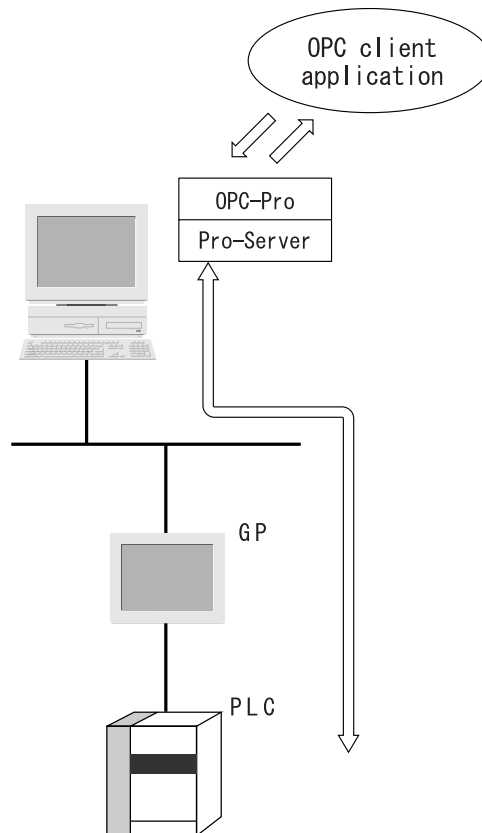 OPC client
application
OPC-Pro
Pro-Server
GP
PLC